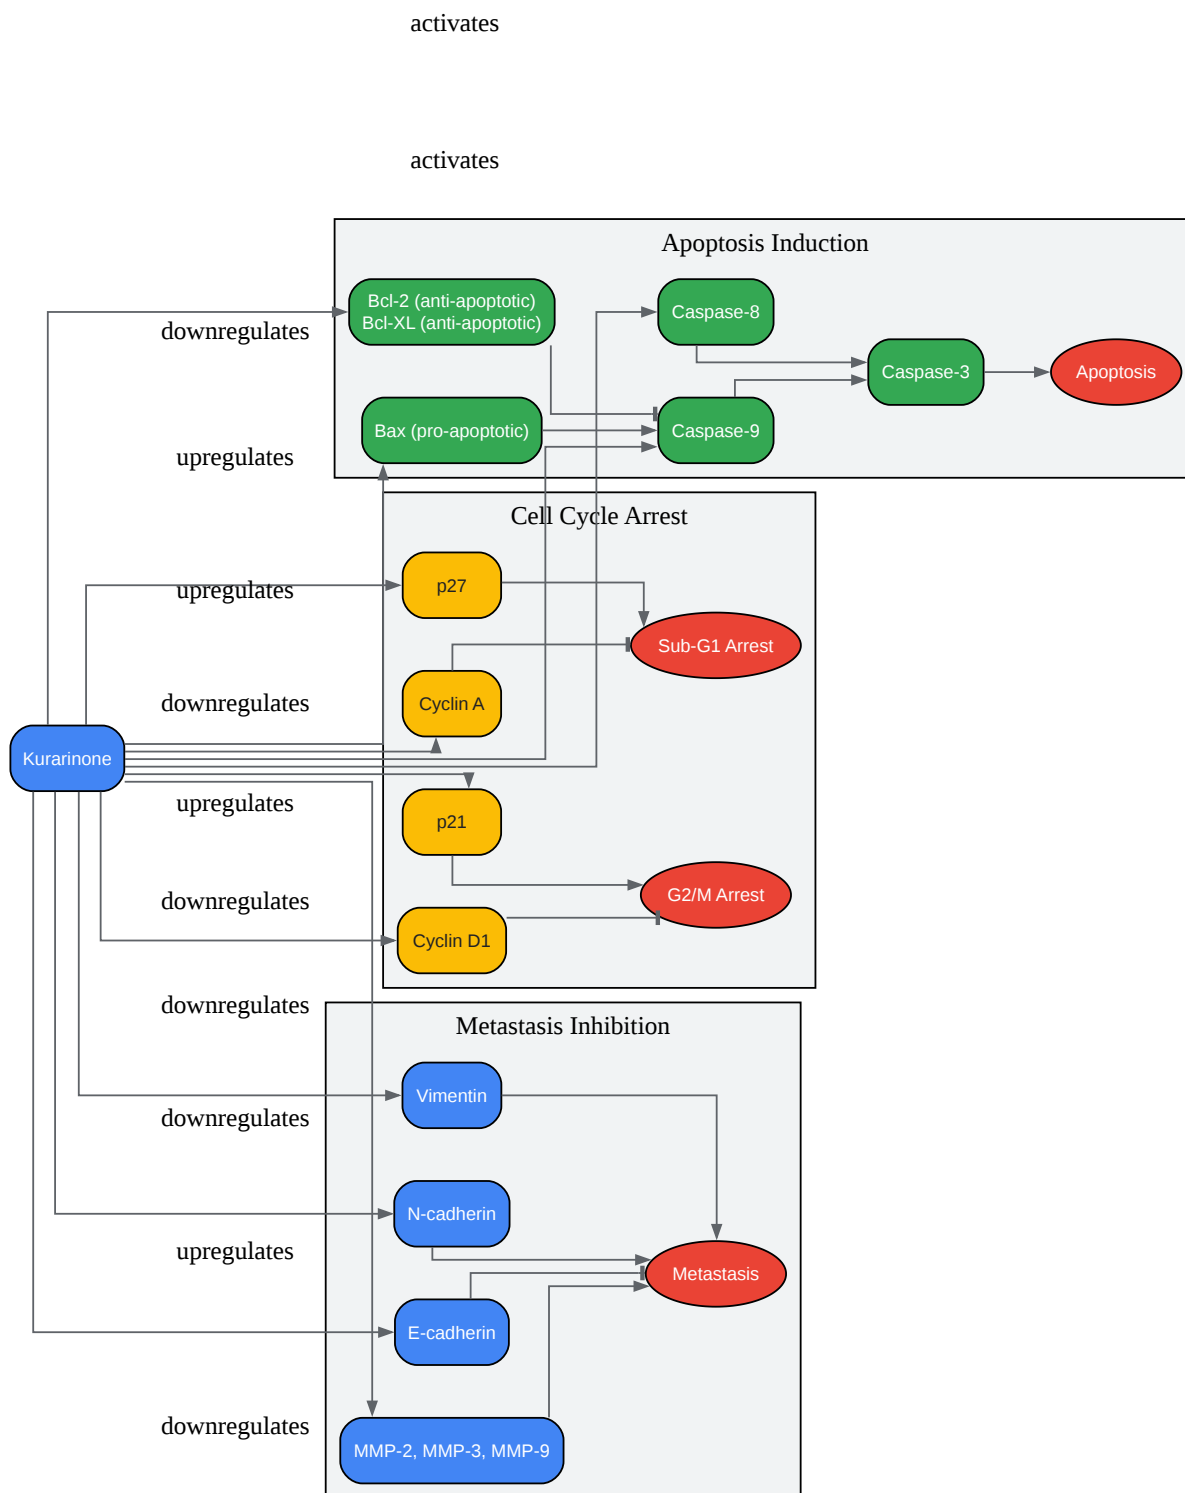 activates
activates
Apoptosis Induction
Bcl-2 (anti-apoptotic)
Bcl-XL (anti-apoptotic)
Caspase-8
downregulates
Caspase-3
Apoptosis
Bax (pro-apoptotic)
Caspase-9
upregulates
Cell Cycle Arrest
p27
upregulates
Sub-G1 Arrest
downregulates
Cyclin A
Kurarinone
upregulates
p21
G2/M Arrest
downregulates
Cyclin D1
downregulates
Metastasis Inhibition
Vimentin
downregulates
N-cadherin
upregulates
Metastasis
E-cadherin
downregulates
MMP-2, MMP-3, MMP-9